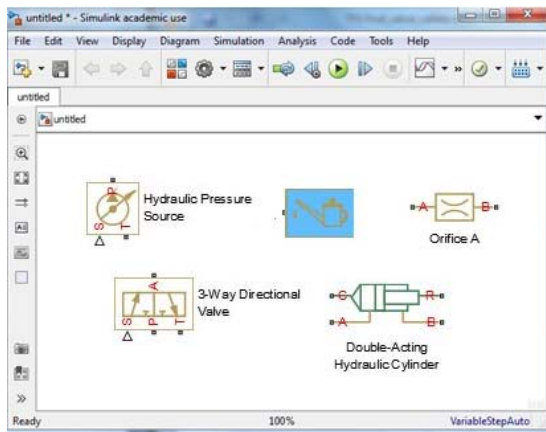 untitled * - Simulink academic use
File Edit View Display Diagram Simulation Analysis Code Tools Help
»
untitled
untitled
P
S T
Hydraulic Pressure
Source
A B
Orifice A
A
S P T
3-Way Directional
Valve
C R
A B
Double-Acting
Hydraulic Cylinder
»
Ready 100% VariableStepAuto